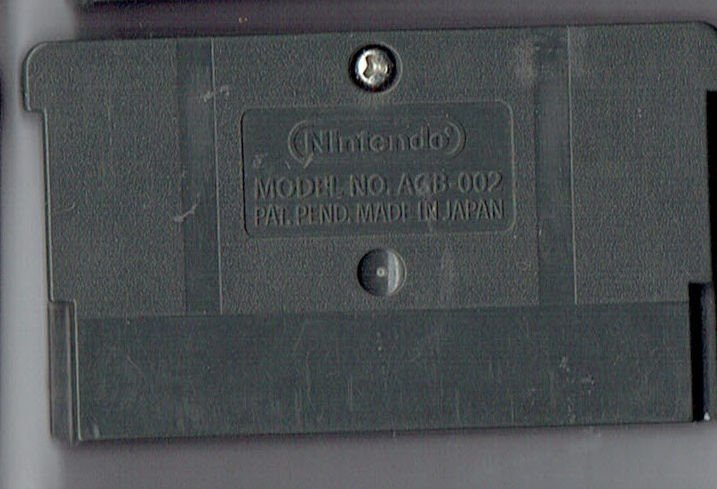 Nintendo
MODEL NO. AGB-002
PAT. PEND. MADE IN JAPAN